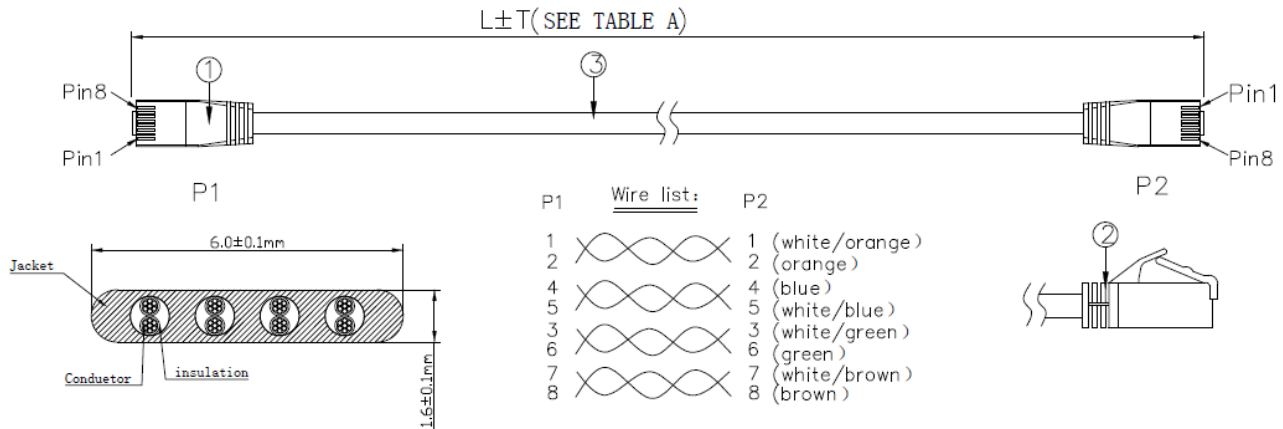 L±T(SEE TABLE A)
① ③
Pin8 Pin1
Pin1 Pin8
P1 P2
P1 Wire list: P2
6.0±0.1mm
Jacket
1 1 (white/orange)
2 2 (orange)
4 4 (blue)
5 5 (white/blue)
3 3 (white/green)
6 6 (green)
7 7 (white/brown)
8 8 (brown)
②
Conduetor insulation
1.6±0.1mm